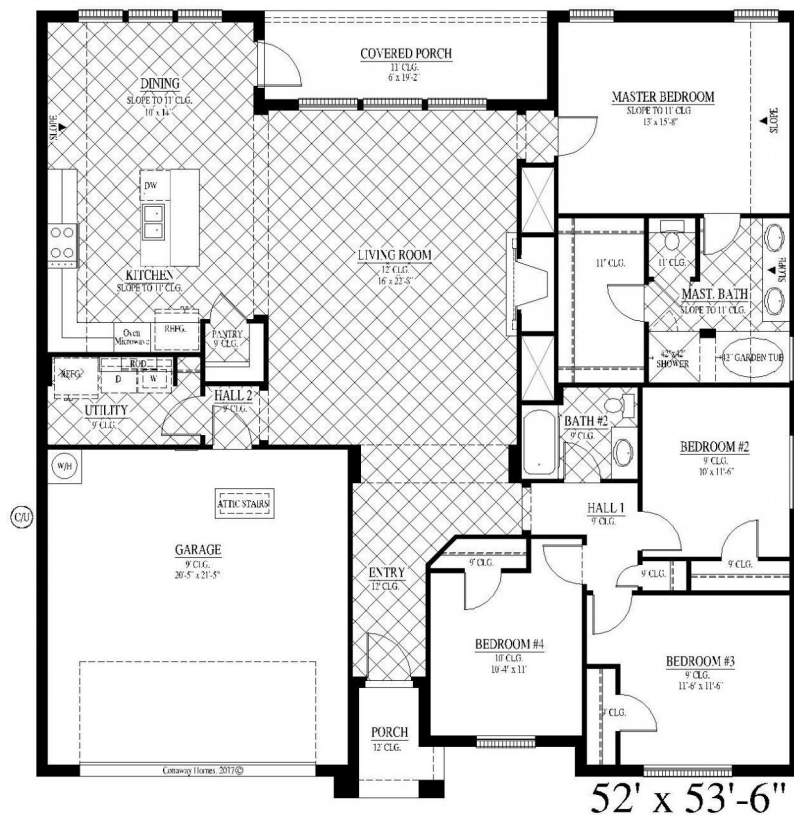 COVERED PORCH
11' CLG.
6' x 19'-2"
DINING
SLOPE TO 11' CLG.
10' x 14'
SLOPE
MASTER BEDROOM
SLOPE TO 11' CLG
13' x 15'-8"
SLOPE
DW
KITCHEN
SLOPE TO 11' CLG.
LIVING ROOM
12' CLG.
16' x 22'-8"
11' CLG.
11' CLG.
SLOPE
MAST. BATH
SLOPE TO 11' CLG.
Oven
Microwave
REFG.
PANTRY
9' CLG.
42"x42"
SHOWER
42" GARDEN TUB
REFG.
ROD
D
W
UTILITY
9' CLG.
HALL 2
9' CLG.
BATH #2
9' CLG.
BEDROOM #2
9' CLG.
10' x 11'-6"
W/H
C/U
ATTIC STAIRS
GARAGE
9' CLG.
20'-5" x 21'-5"
HALL 1
9' CLG.
ENTRY
12' CLG.
9' CLG.
9' CLG.
9' CLG.
BEDROOM #4
10' CLG.
10'-4" x 11'
BEDROOM #3
9' CLG.
11'-6" x 11'-6"
9' CLG.
PORCH
12' CLG.
Conaway Homes, 2017©
52' x 53'-6"